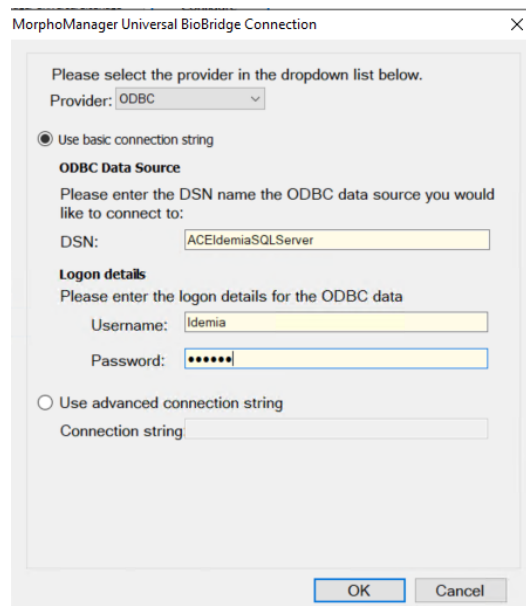 MorphoManager Universal BioBridge Connection
Please select the provider in the dropdown list below.
Provider: ODBC
Use basic connection string
ODBC Data Source
Please enter the DSN name the ODBC data source you would
like to connect to:
DSN: ACEIdemiaSQLServer
Logon details
Please enter the logon details for the ODBC data
Username: Idemia
Password: ●●●●●●
Use advanced connection string
Connection string
OK Cancel